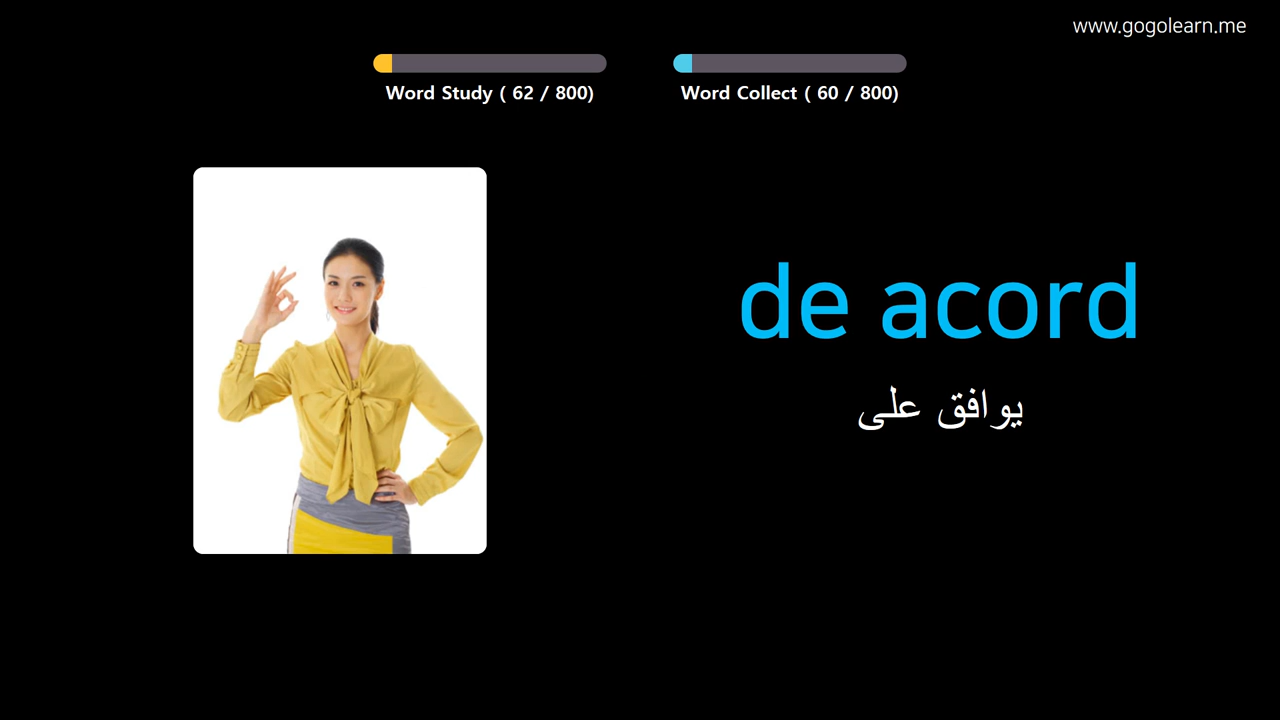 www.gogolearn.me
Word Study ( 62 / 800)
Word Collect ( 60 / 800)
de acord
يوافق على